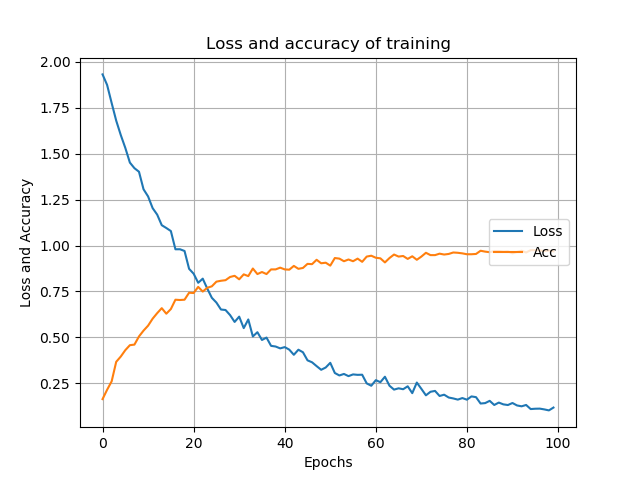 Loss and accuracy of training
2.00
1.75
1.50
1.25
1.00
0.75
0.50
0.25
Loss and Accuracy
Loss
Acc
0 20 40 60 80 100
Epochs